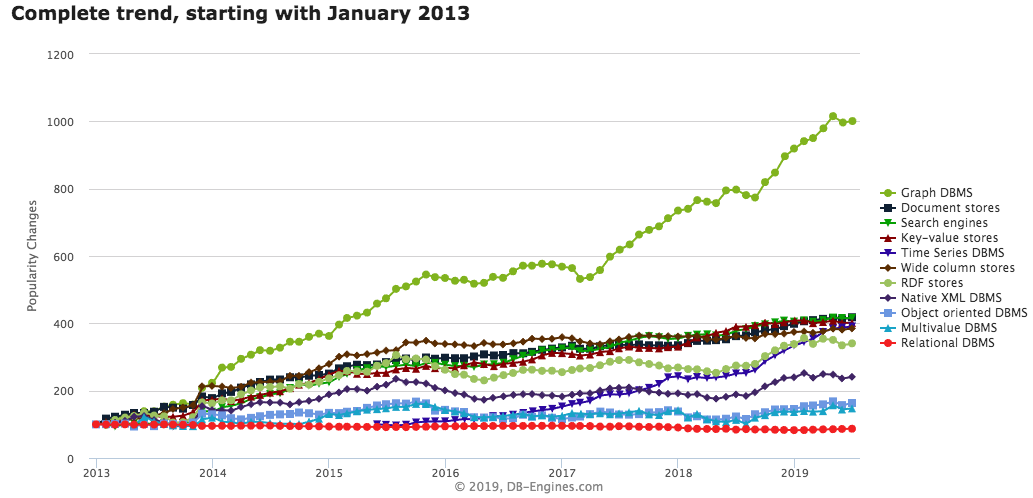 Complete trend, starting with January 2013
1200
1000
800
600
400
200
0
Popularity Changes
2013 2014 2015 2016 2017 2018 2019
Graph DBMS
Document stores
Search engines
Key-value stores
Time Series DBMS
Wide column stores
RDF stores
Native XML DBMS
Object oriented DBMS
Multivalue DBMS
Relational DBMS
© 2019, DB-Engines.com